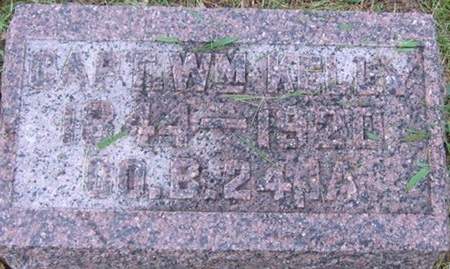 CAPT. WM KELLY
1844–1920
CO. B. 24, IA.